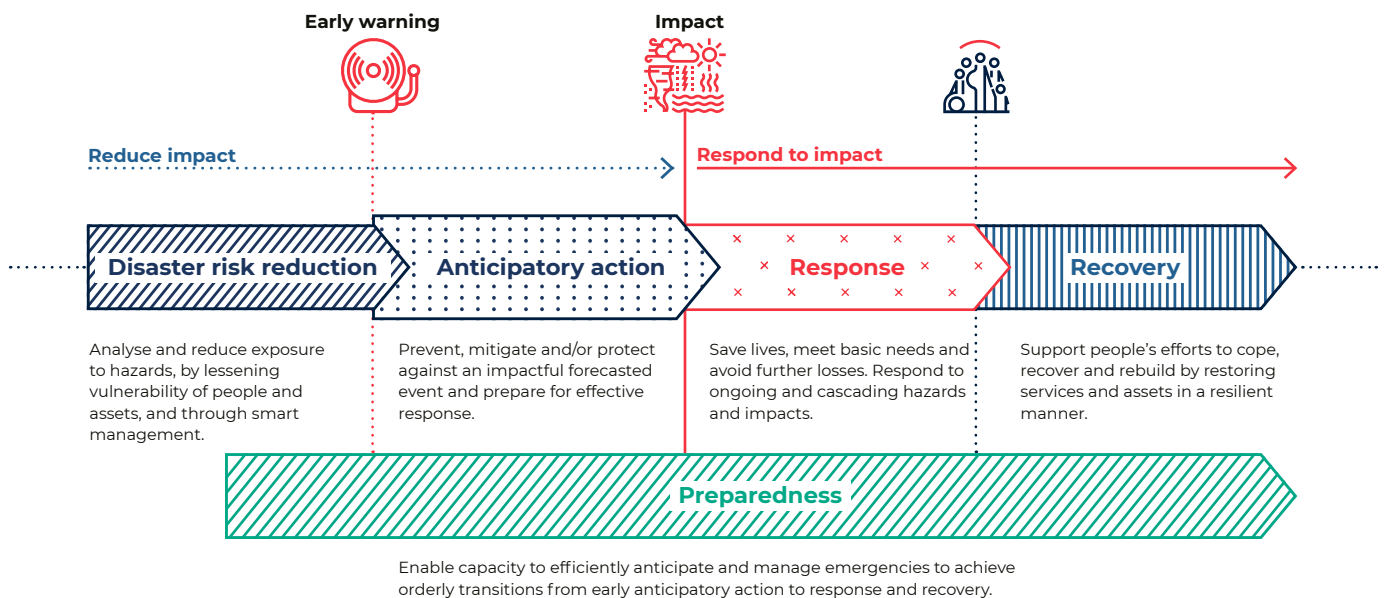 Early warning
Impact
Reduce impact
Respond to impact
Disaster risk reduction
Anticipatory action
Response
Recovery
Analyse and reduce exposure
to hazards, by lessening
vulnerability of people and
assets, and through smart
management.
Prevent, mitigate and/or protect
against an impactful forecasted
event and prepare for effective
response.
Save lives, meet basic needs and
avoid further losses. Respond to
ongoing and cascading hazards
and impacts.
Support people’s efforts to cope,
recover and rebuild by restoring
services and assets in a resilient
manner.
Preparedness
Enable capacity to efficiently anticipate and manage emergencies to achieve
orderly transitions from early anticipatory action to response and recovery.